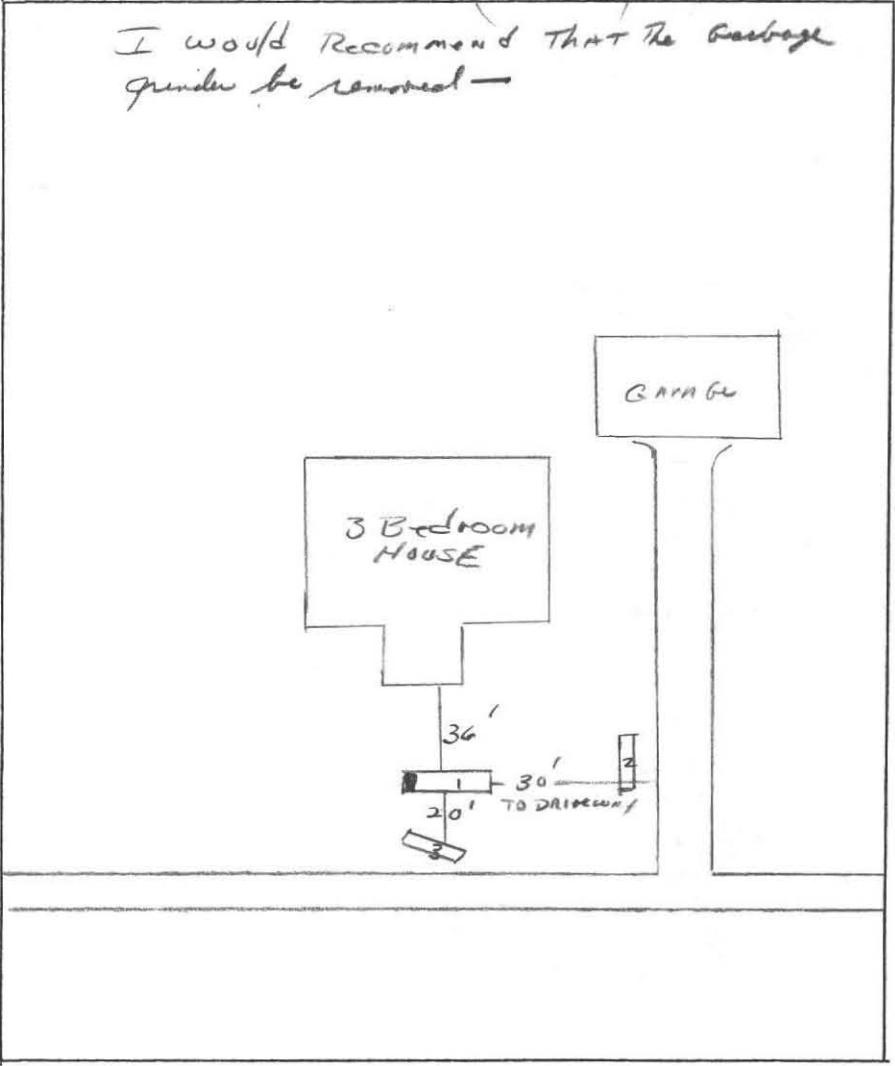 I would Recommend THAT The Garbage
grinder be removed —
GARAGE
3 Bedroom
HOUSE
36'
2
1
30'
TO DRIVEWAY
20'
3